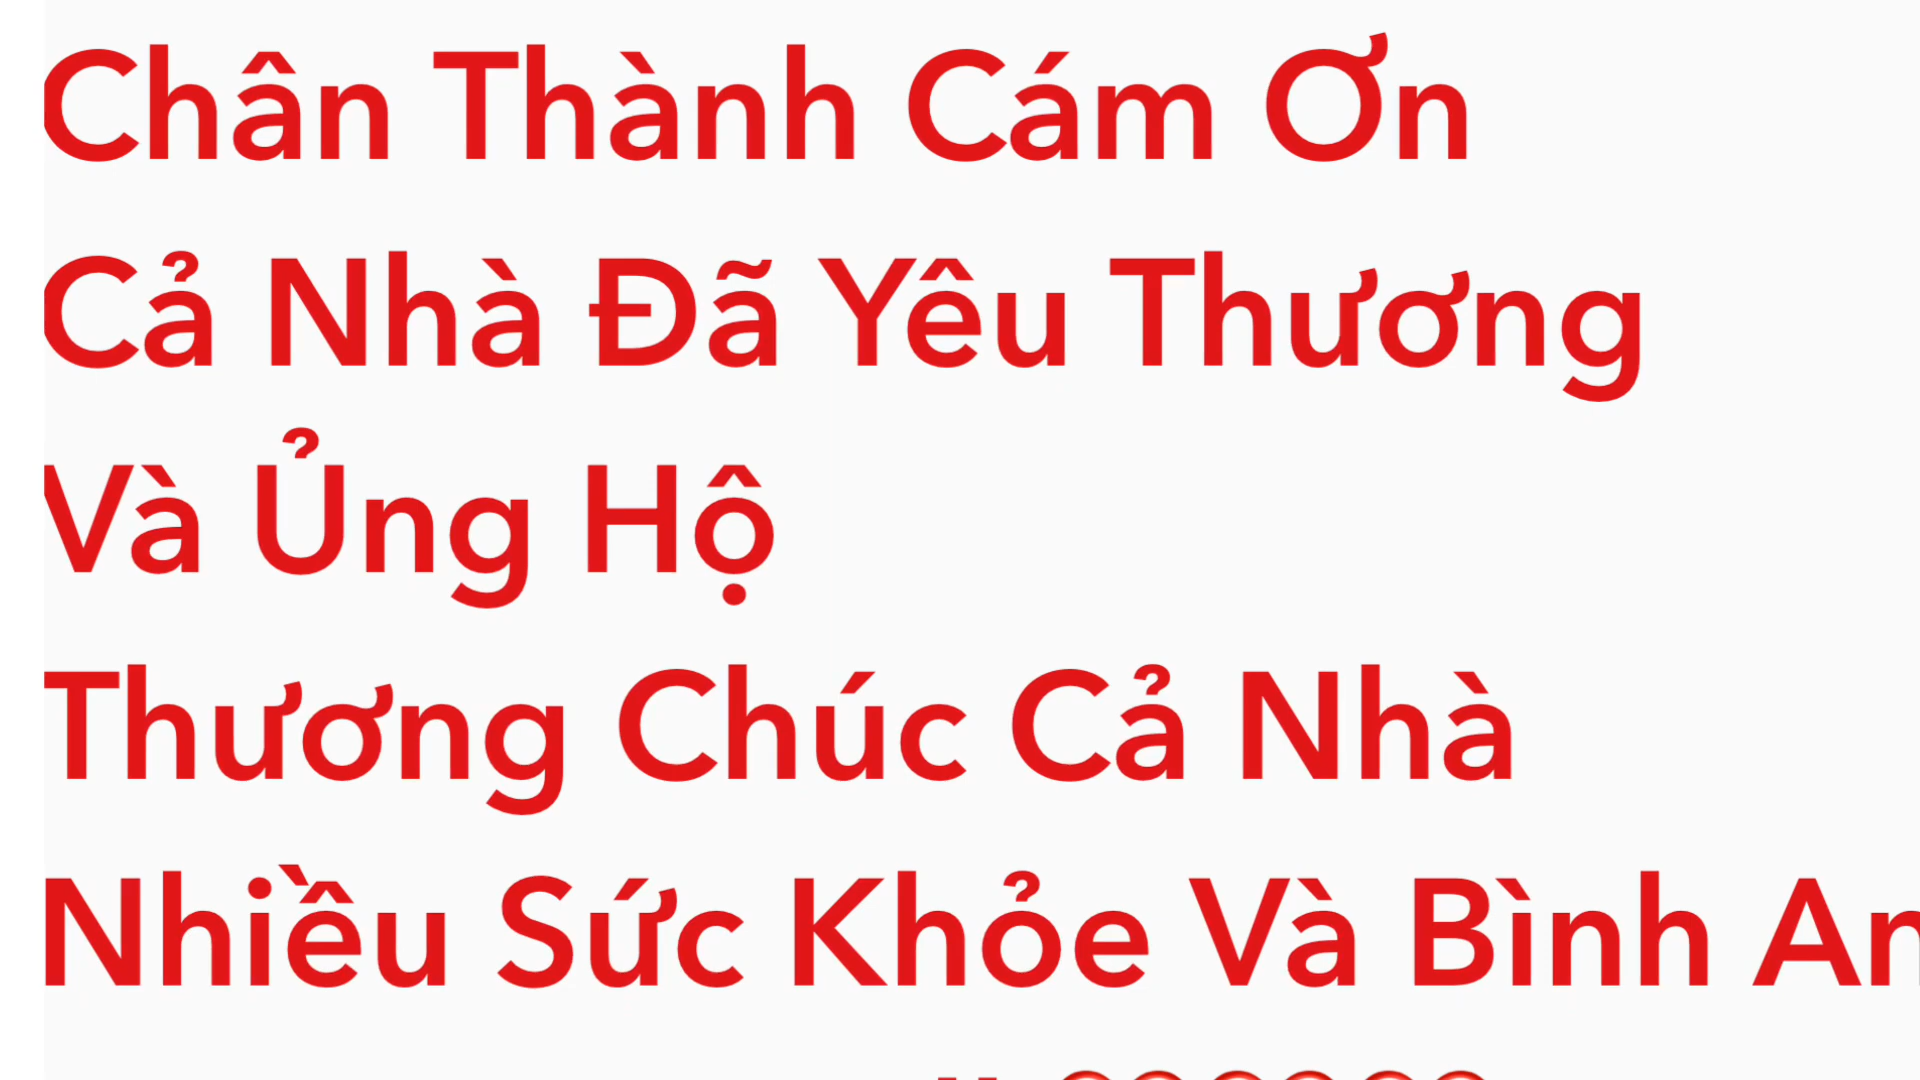 Chân Thành Cám Ơn
Cả Nhà Đã Yêu Thương
Và Ủng Hộ
Thương Chúc Cả Nhà
Nhiều Sức Khỏe Và Bình An